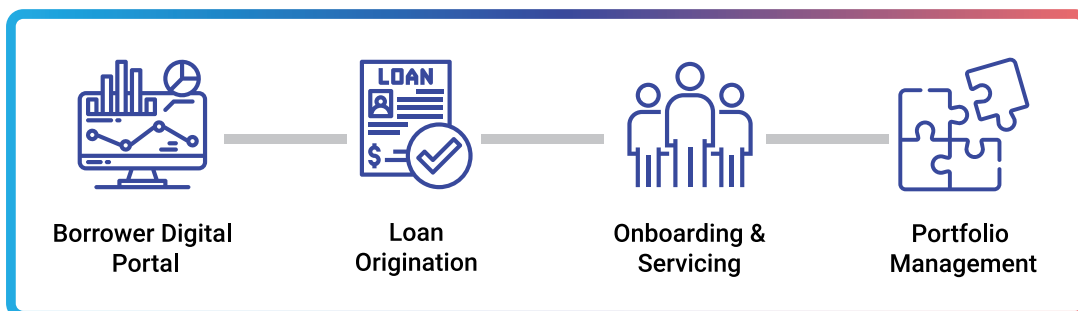 LOAN
$
Borrower Digital
Portal
Loan
Origination
Onboarding &
Servicing
Portfolio
Management